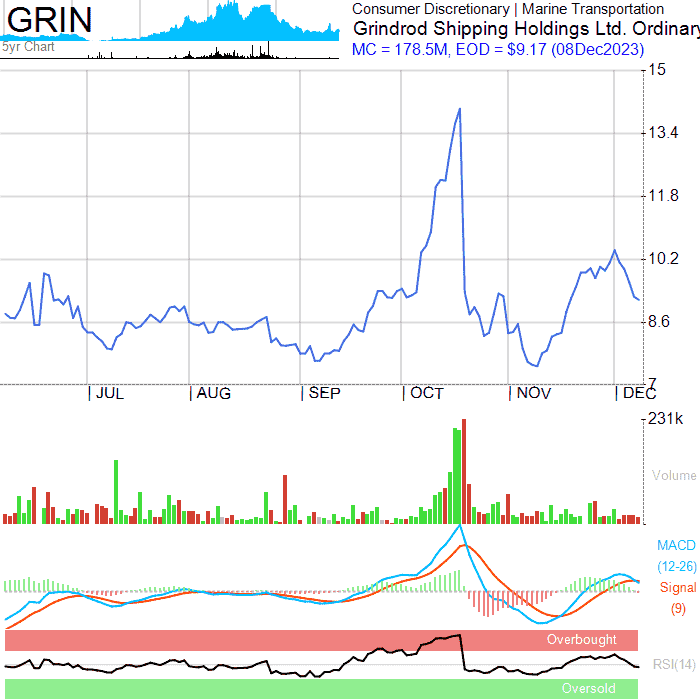 GRIN
5yr Chart
Consumer Discretionary | Marine Transportation
Grindrod Shipping Holdings Ltd. Ordinary
MC = 178.5M, EOD = $9.17 (08Dec2023)
15
13.4
11.8
10.2
8.6
7
JUL AUG SEP OCT NOV DEC
231k
Volume
MACD
(12-26)
Signal
(9)
Overbought
RSI(14)
Oversold